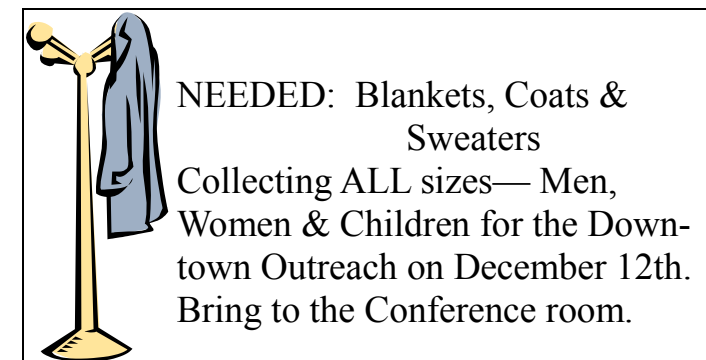 NEEDED:  Blankets, Coats &
Sweaters
Collecting ALL sizes— Men,
Women & Children for the Down-
town Outreach on December 12th.
Bring to the Conference room.